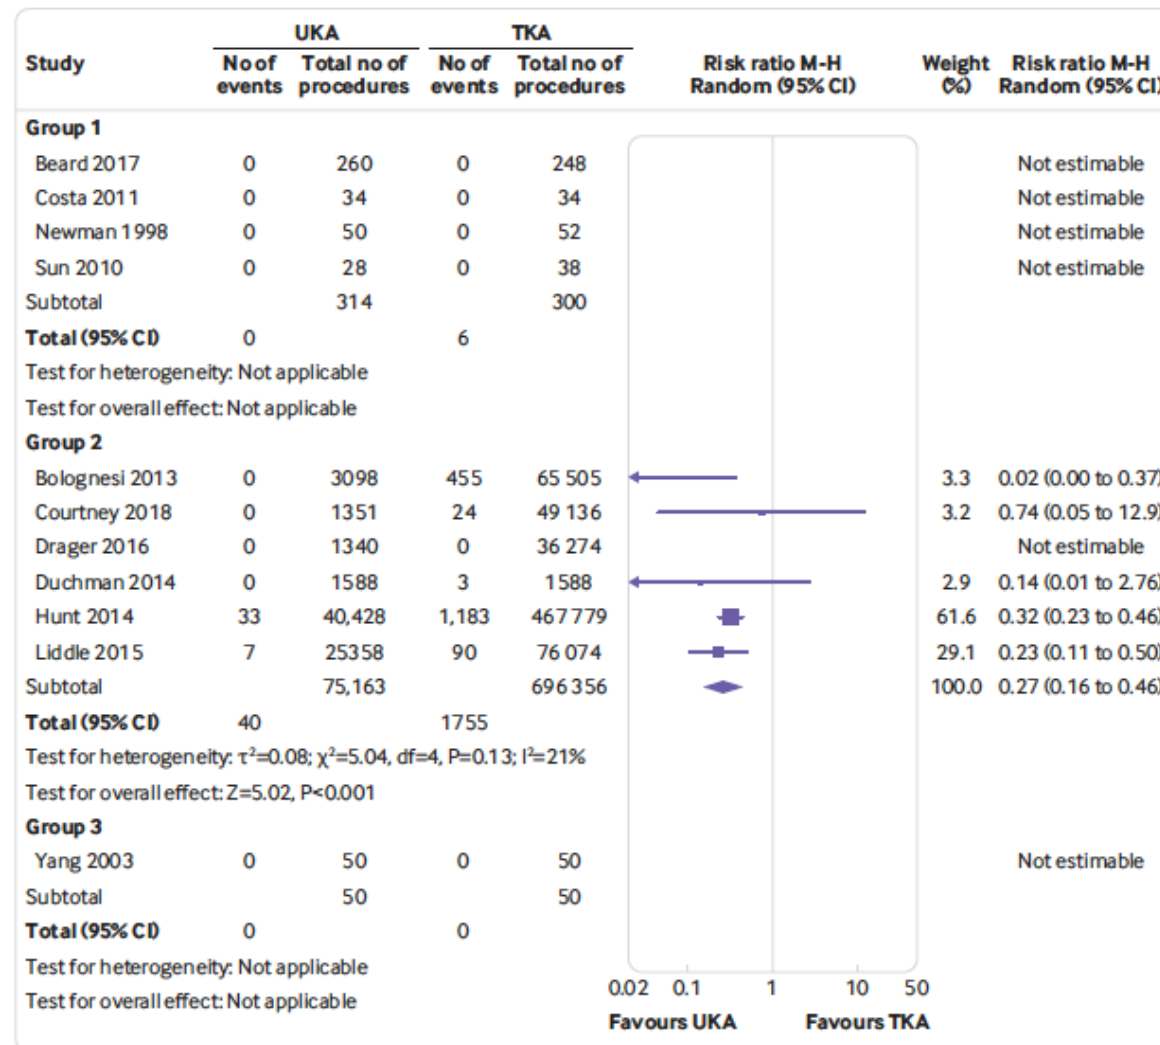 UKA TKA
Study No of events Total no of procedures No of events Total no of procedures Risk ratio M-H Random (95% CI) Weight (%) Risk ratio M-H Random (95% CI)
Group 1
Beard 2017 0 260 0 248 Not estimable
Costa 2011 0 34 0 34 Not estimable
Newman 1998 0 50 0 52 Not estimable
Sun 2010 0 28 0 38 Not estimable
Subtotal 314 300
Total (95% CI) 0 6
Test for heterogeneity: Not applicable
Test for overall effect: Not applicable
Group 2
Bolognesi 2013 0 3098 455 65 505 3.3 0.02 (0.00 to 0.37)
Courtney 2018 0 1351 24 49 136 3.2 0.74 (0.05 to 12.9)
Drager 2016 0 1340 0 36 274 Not estimable
Duchman 2014 0 1588 3 1588 2.9 0.14 (0.01 to 2.76)
Hunt 2014 33 40,428 1,183 467 779 61.6 0.32 (0.23 to 0.46)
Liddle 2015 7 25358 90 76 074 29.1 0.23 (0.11 to 0.50)
Subtotal 75,163 696 356 100.0 0.27 (0.16 to 0.46)
Total (95% CI) 40 1755
Test for heterogeneity: τ²=0.08; χ²=5.04, df=4, P=0.13; I²=21%
Test for overall effect: Z=5.02, P<0.001
Group 3
Yang 2003 0 50 0 50 Not estimable
Subtotal 50 50
Total (95% CI) 0 0
Test for heterogeneity: Not applicable
Test for overall effect: Not applicable
0.02 0.1 1 10 50
Favours UKA Favours TKA